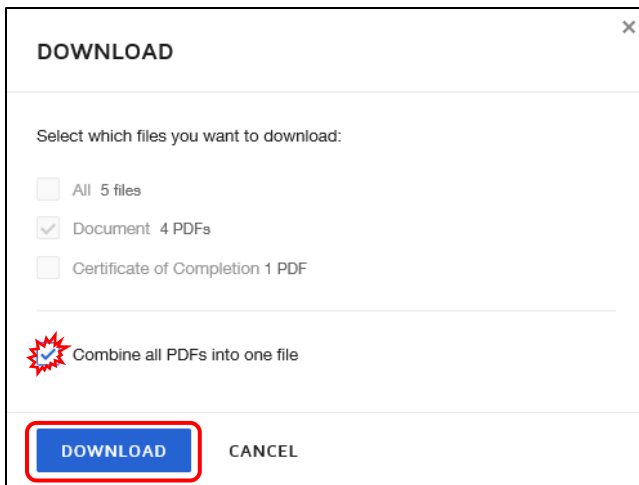 DOWNLOAD
Select which files you want to download:
All 5 files
Document 4 PDFs
Certificate of Completion 1 PDF
Combine all PDFs into one file
DOWNLOAD CANCEL